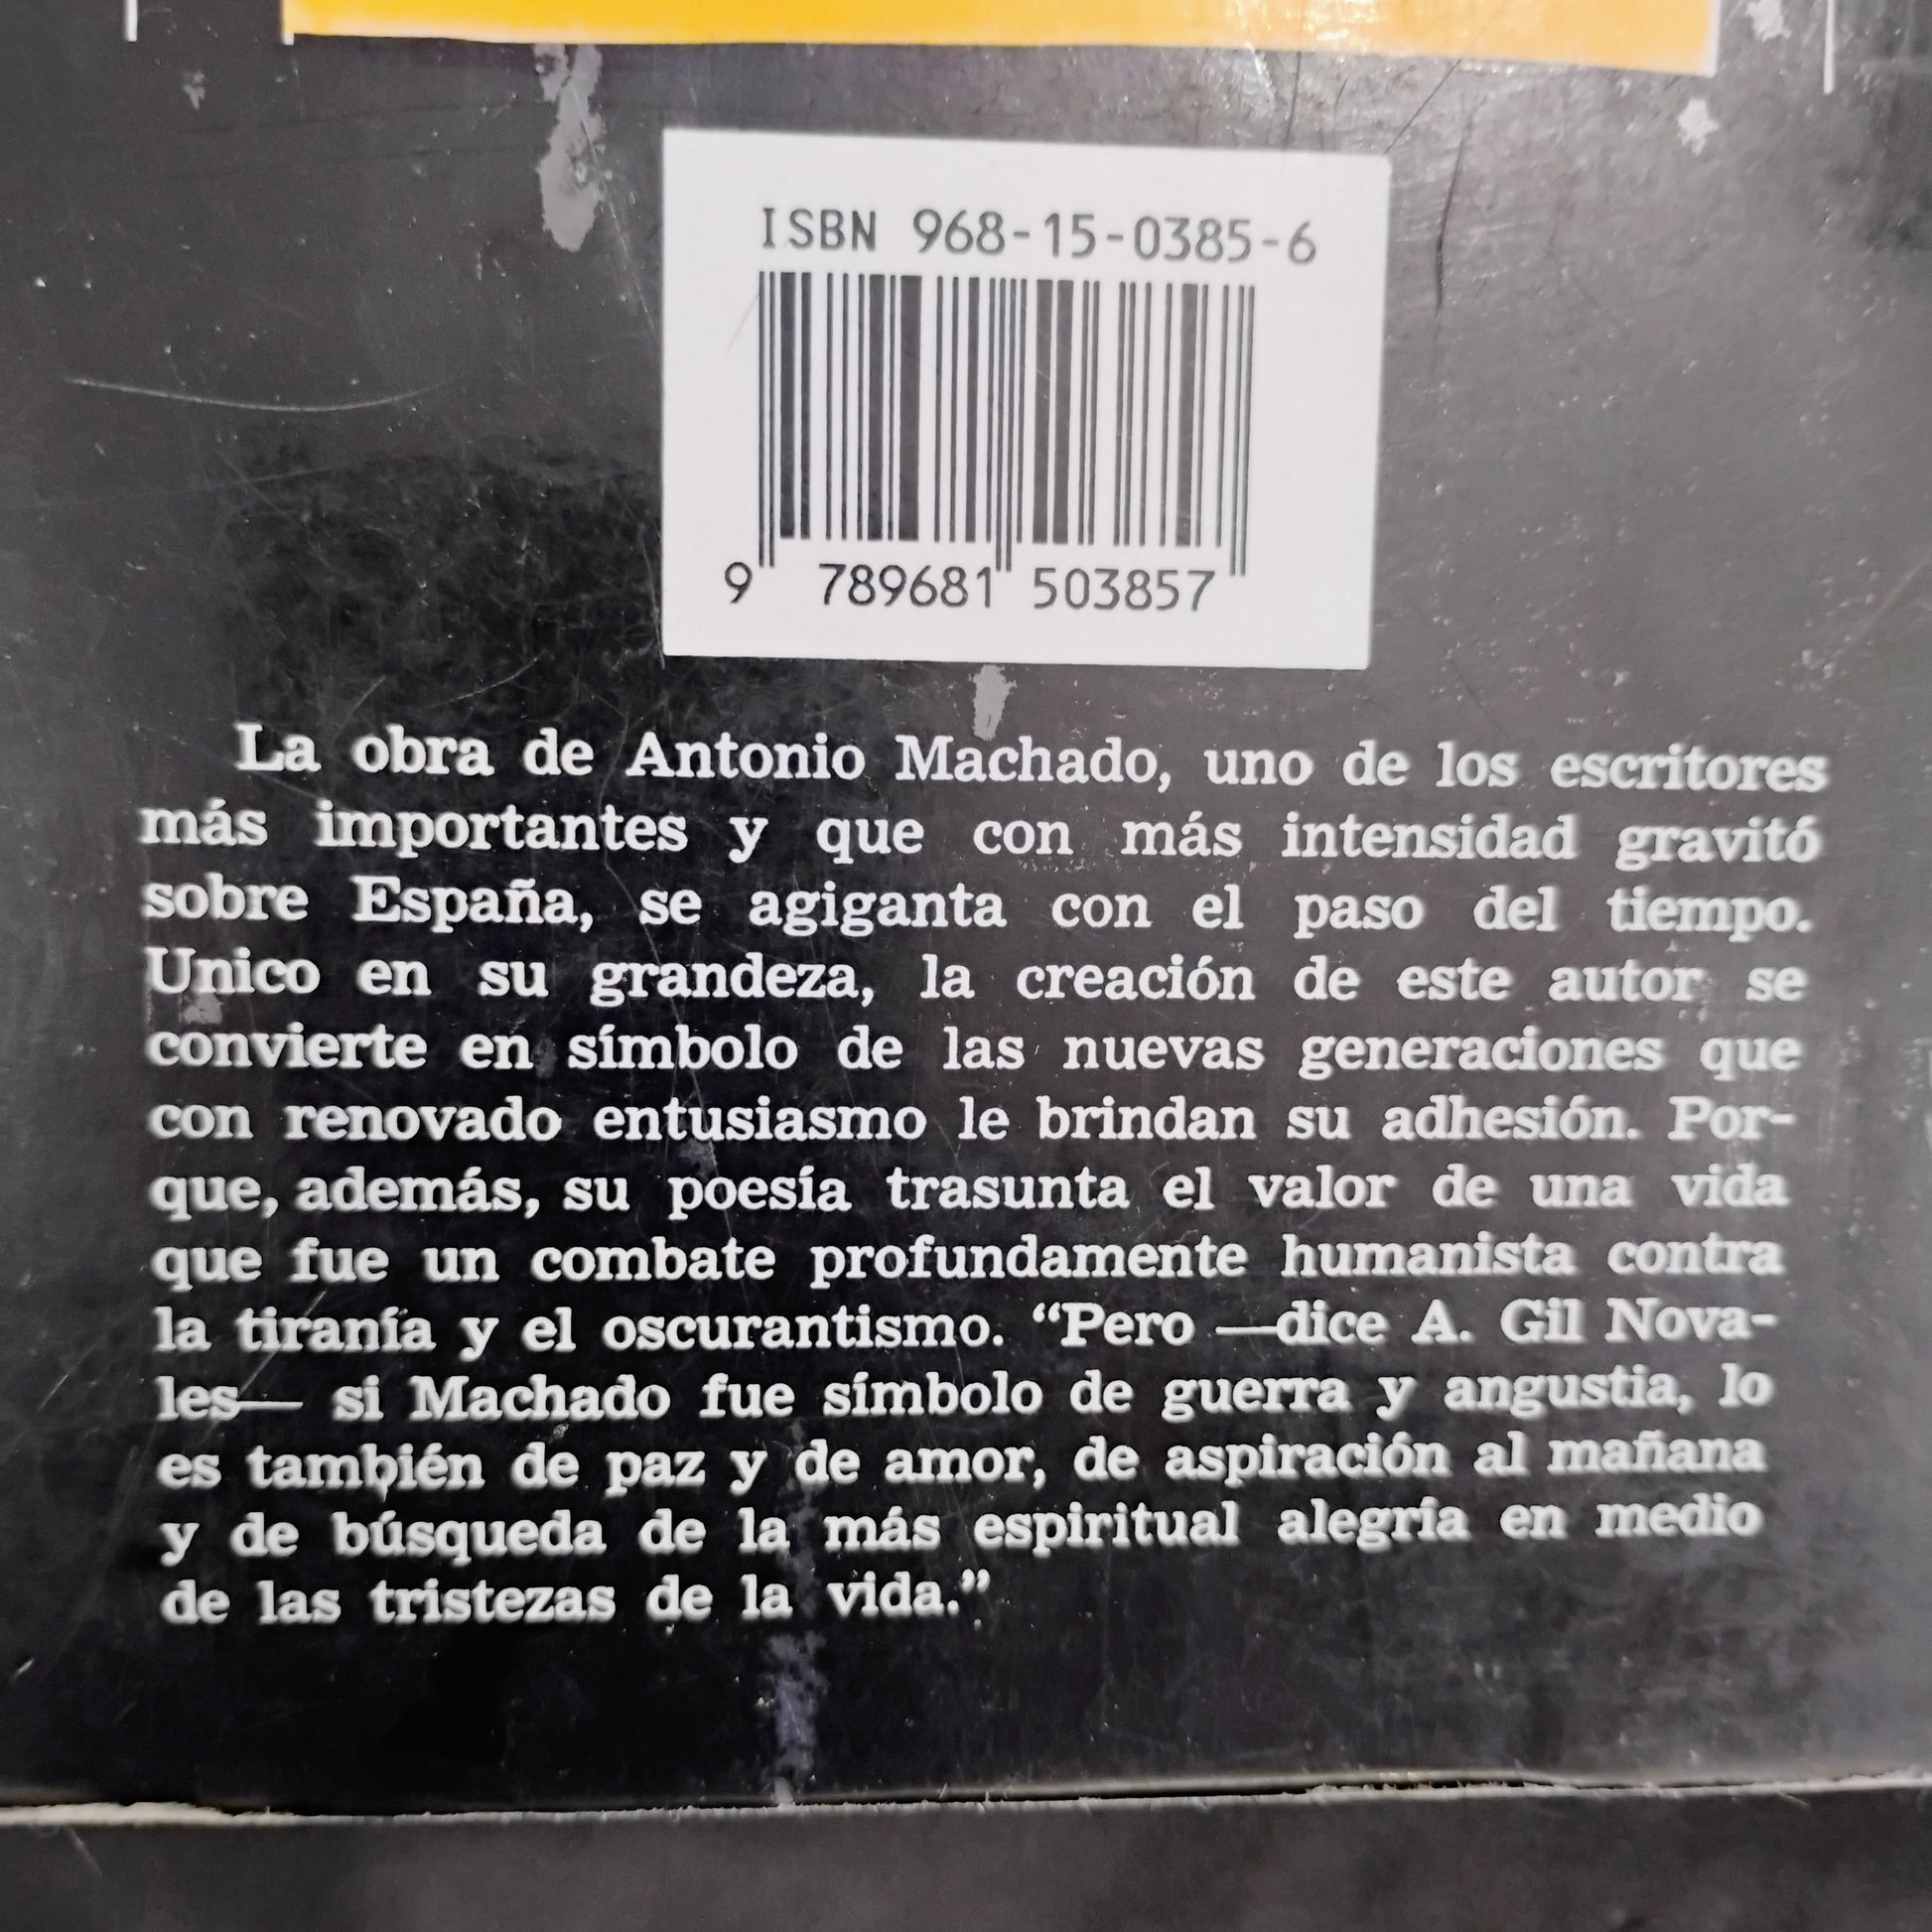 ISBN 968-15-0385-6
9 789681 503857
La obra de Antonio Machado, uno de los escritores
más importantes y que con más intensidad gravitó
sobre España, se agiganta con el paso del tiempo.
Unico en su grandeza, la creación de este autor se
convierte en símbolo de las nuevas generaciones que
con renovado entusiasmo le brindan su adhesión. Por-
que, además, su poesía trasunta el valor de una vida
que fue un combate profundamente humanista contra
la tiranía y el oscurantismo. “Pero —dice A. Gil Nova-
les— si Machado fue símbolo de guerra y angustia, lo
es también de paz y de amor, de aspiración al mañana
y de búsqueda de la más espiritual alegría en medio
de las tristezas de la vida.”